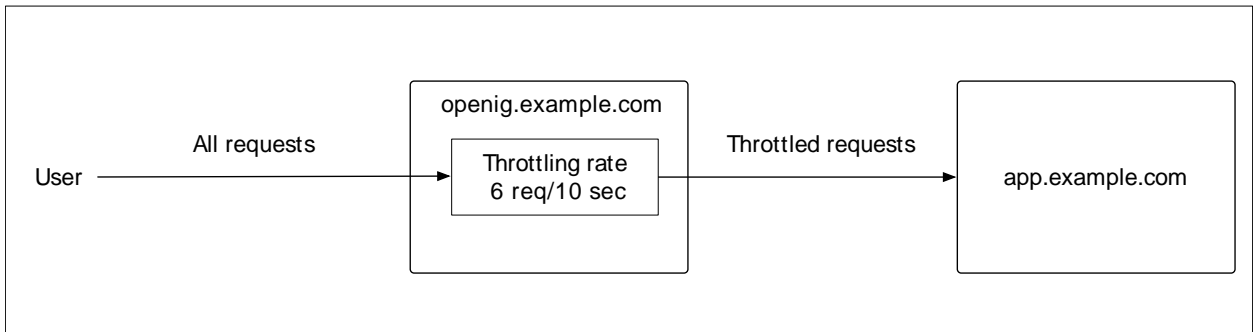 openig.example.com
All requests
Throttled requests
User
Throttling rate
6 req/10 sec
app.example.com